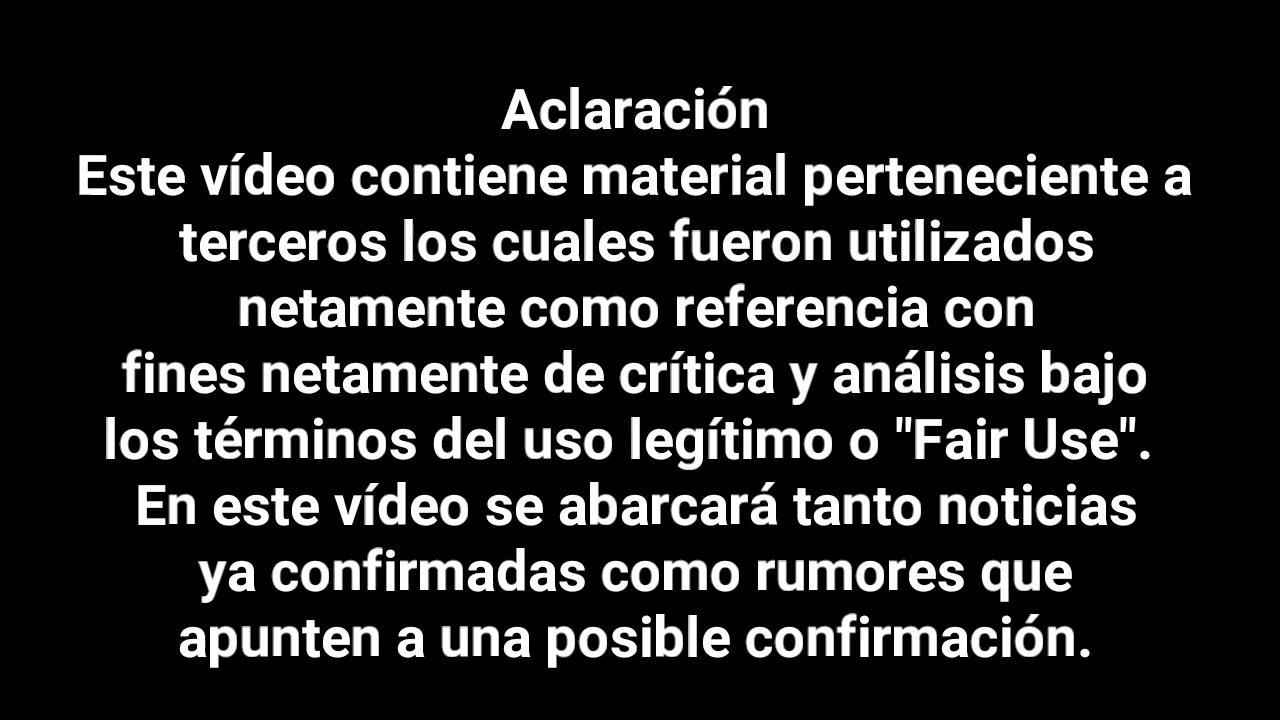 Aclaración
Este vídeo contiene material perteneciente a
terceros los cuales fueron utilizados
netamente como referencia con
fines netamente de crítica y análisis bajo
los términos del uso legítimo o "Fair Use".
En este vídeo se abarcará tanto noticias
ya confirmadas como rumores que
apunten a una posible confirmación.